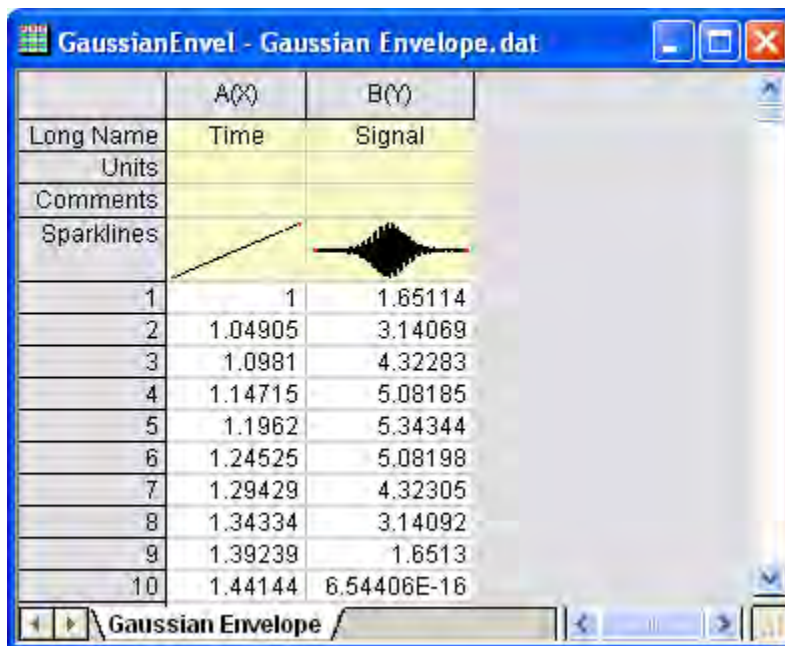 GaussianEnvel - Gaussian Envelope.dat
A(X) B(Y)
Long Name Time Signal
Units
Comments
Sparklines
1 1 1.65114
2 1.04905 3.14069
3 1.0981 4.32283
4 1.14715 5.08185
5 1.1962 5.34344
6 1.24525 5.08198
7 1.29429 4.32305
8 1.34334 3.14092
9 1.39239 1.6513
10 1.44144 6.54406E-16
Gaussian Envelope